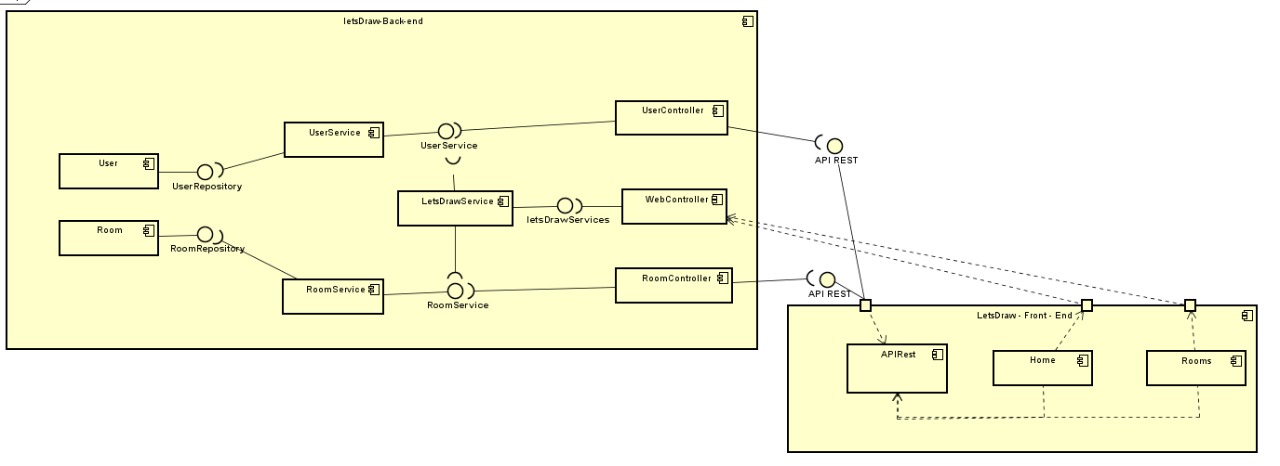 letsDraw-Back-end
UserController
UserService
UserService
API REST
User
UserRepository
LetsDrawService
WebController
letsDrawServices
Room
RoomRepository
RoomController
RoomService
API REST
RoomService
LetsDraw - Front - End
APIRest
Home
Rooms